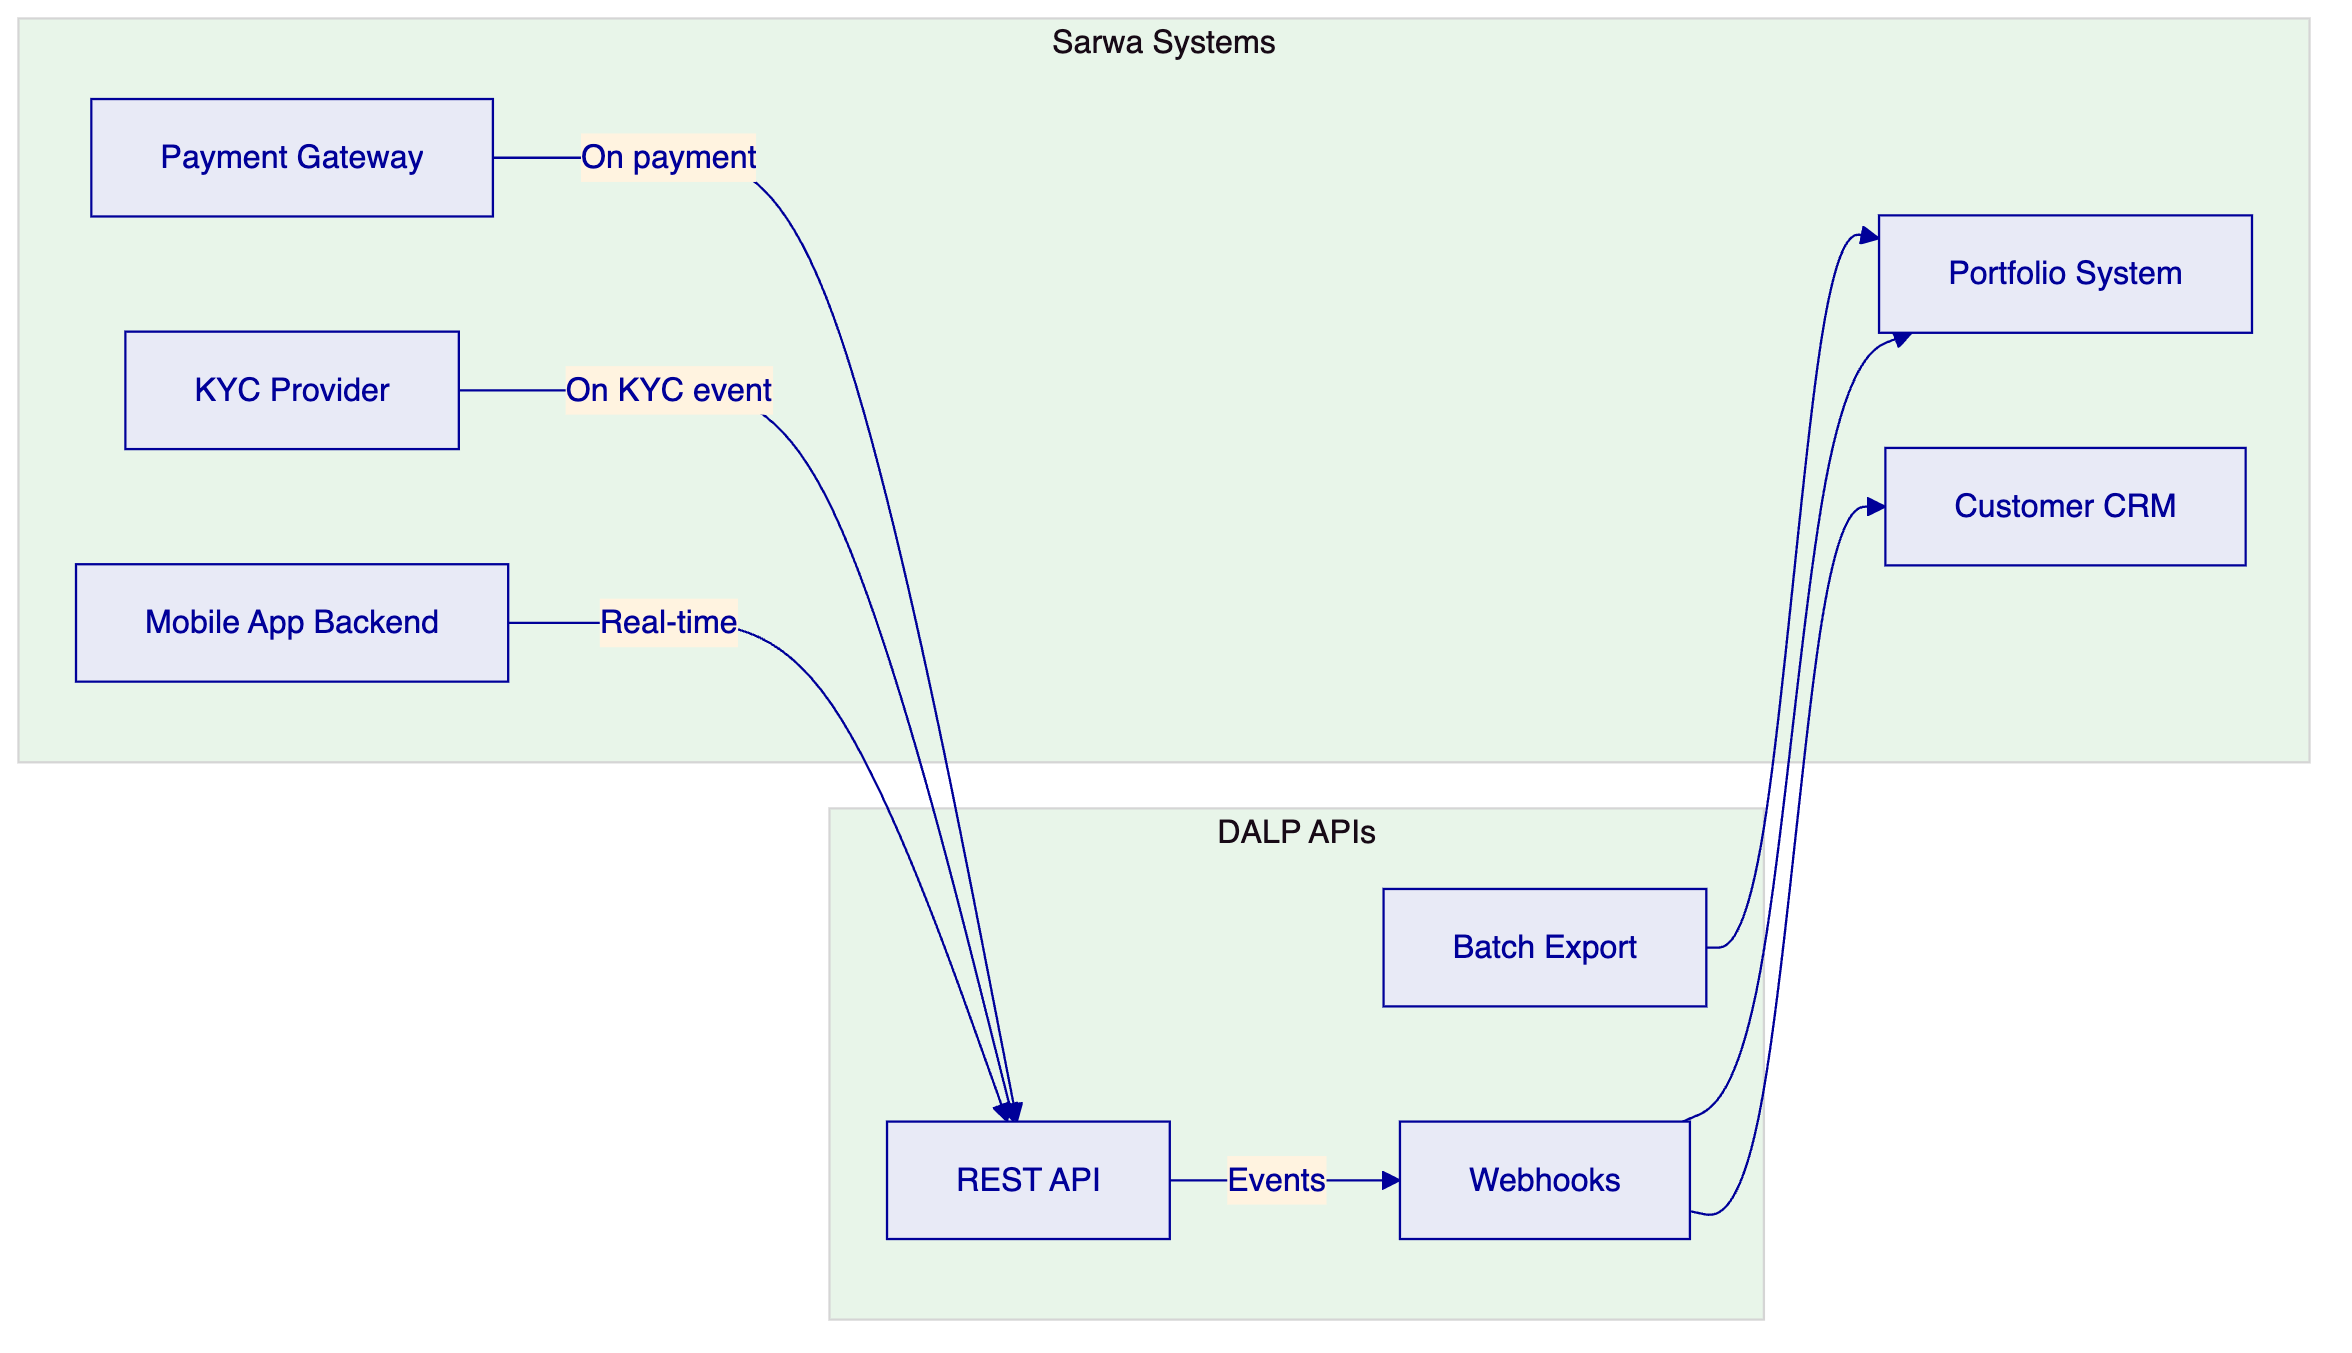 Sarwa Systems
Payment Gateway
On payment
Portfolio System
KYC Provider
On KYC event
Customer CRM
Mobile App Backend
Real-time
DALP APIs
Batch Export
REST API
Events
Webhooks